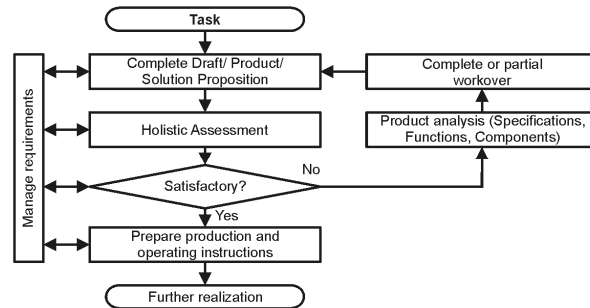 Task
Complete Draft/ Product/
Solution Proposition
Complete or partial
workover
Manage requirements
Holistic Assessment
Product analysis (Specifications,
Functions, Components)
No
Satisfactory?
Yes
Prepare production and
operating instructions
Further realization